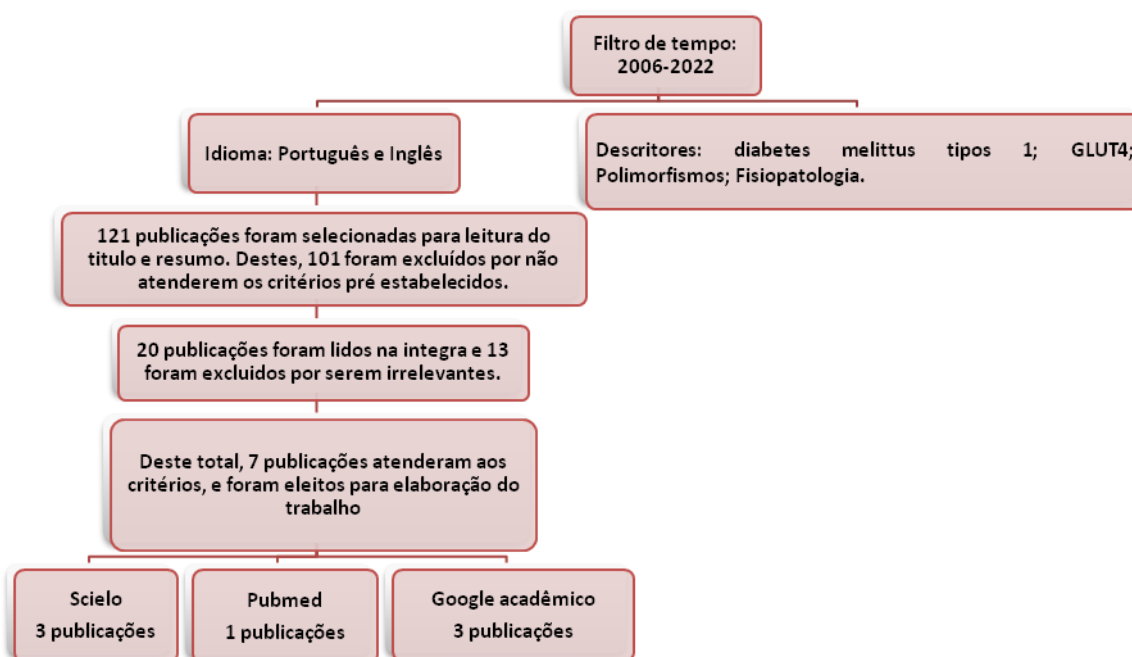 Filtro de tempo:
2006-2022
Idioma: Português e Inglês
Descritores: diabetes melittus tipos 1; GLUT4;
Polimorfismos; Fisiopatologia.
121 publicações foram selecionadas para leitura do
titulo e resumo. Destes, 101 foram excluídos por não
atenderem os critérios pré estabelecidos.
20 publicações foram lidos na integra e 13
foram excluidos por serem irrelevantes.
Deste total, 7 publicações atenderam aos
critérios, e foram eleitos para elaboração do
trabalho
Scielo
3 publicações
Pubmed
1 publicações
Google acadêmico
3 publicações